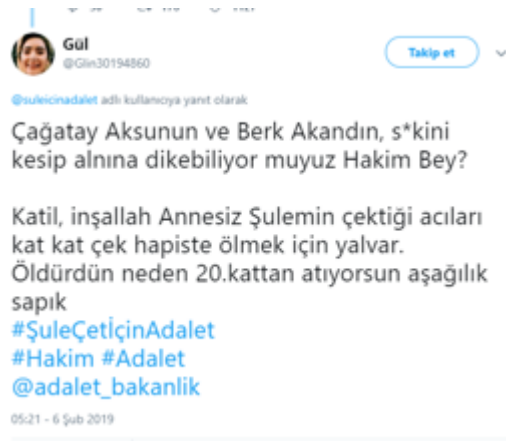 Gül
@Glin30194860
Takip et
@suleicinadalet adlı kullanıcıya yanıt olarak
Çağatay Aksunun ve Berk Akandın, s*kini
kesip alnına dikebiliyor muyuz Hakim Bey?
Katil, inşallah Annesiz Şulemin çektiği acıları
kat kat çek hapiste ölmek için yalvar.
Öldürdün neden 20.kattan atıyorsun aşağılık
sapık
#ŞuleÇetİçinAdalet
#Hakim #Adalet
@adalet_bakanlik
05:21 - 6 Şub 2019